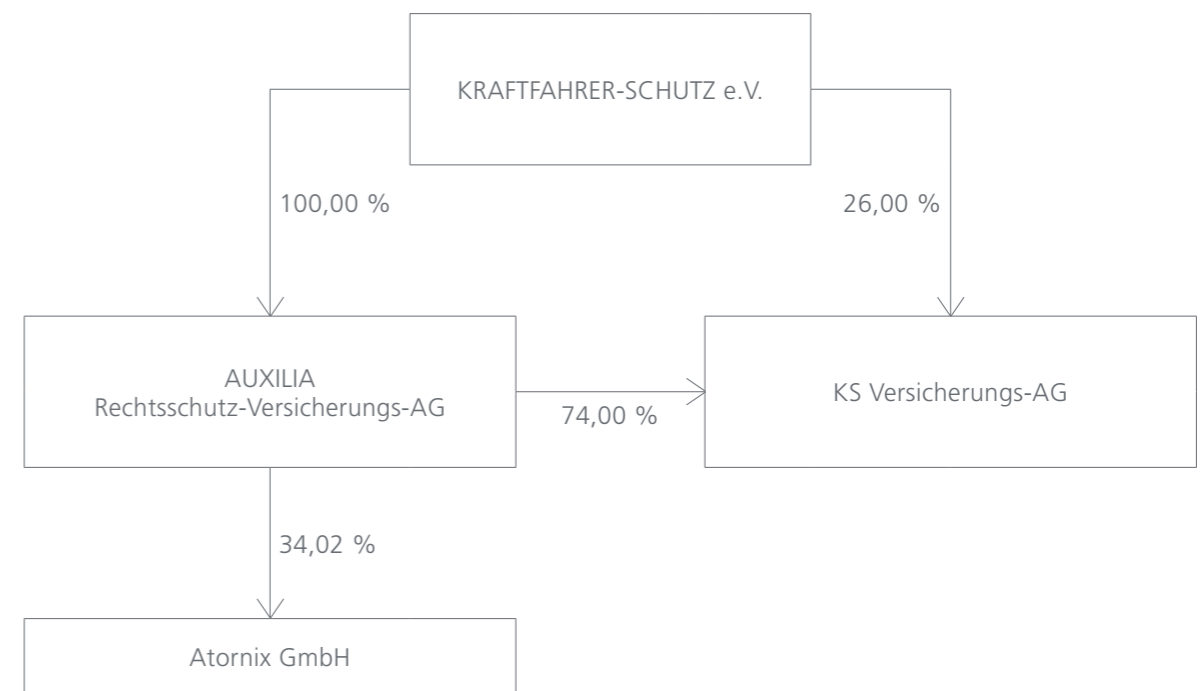 KRAFTFAHRER-SCHUTZ e.V.
100,00 %
26,00 %
AUXILIA
Rechtsschutz-Versicherungs-AG
74,00 %
KS Versicherungs-AG
34,02 %
Atornix GmbH